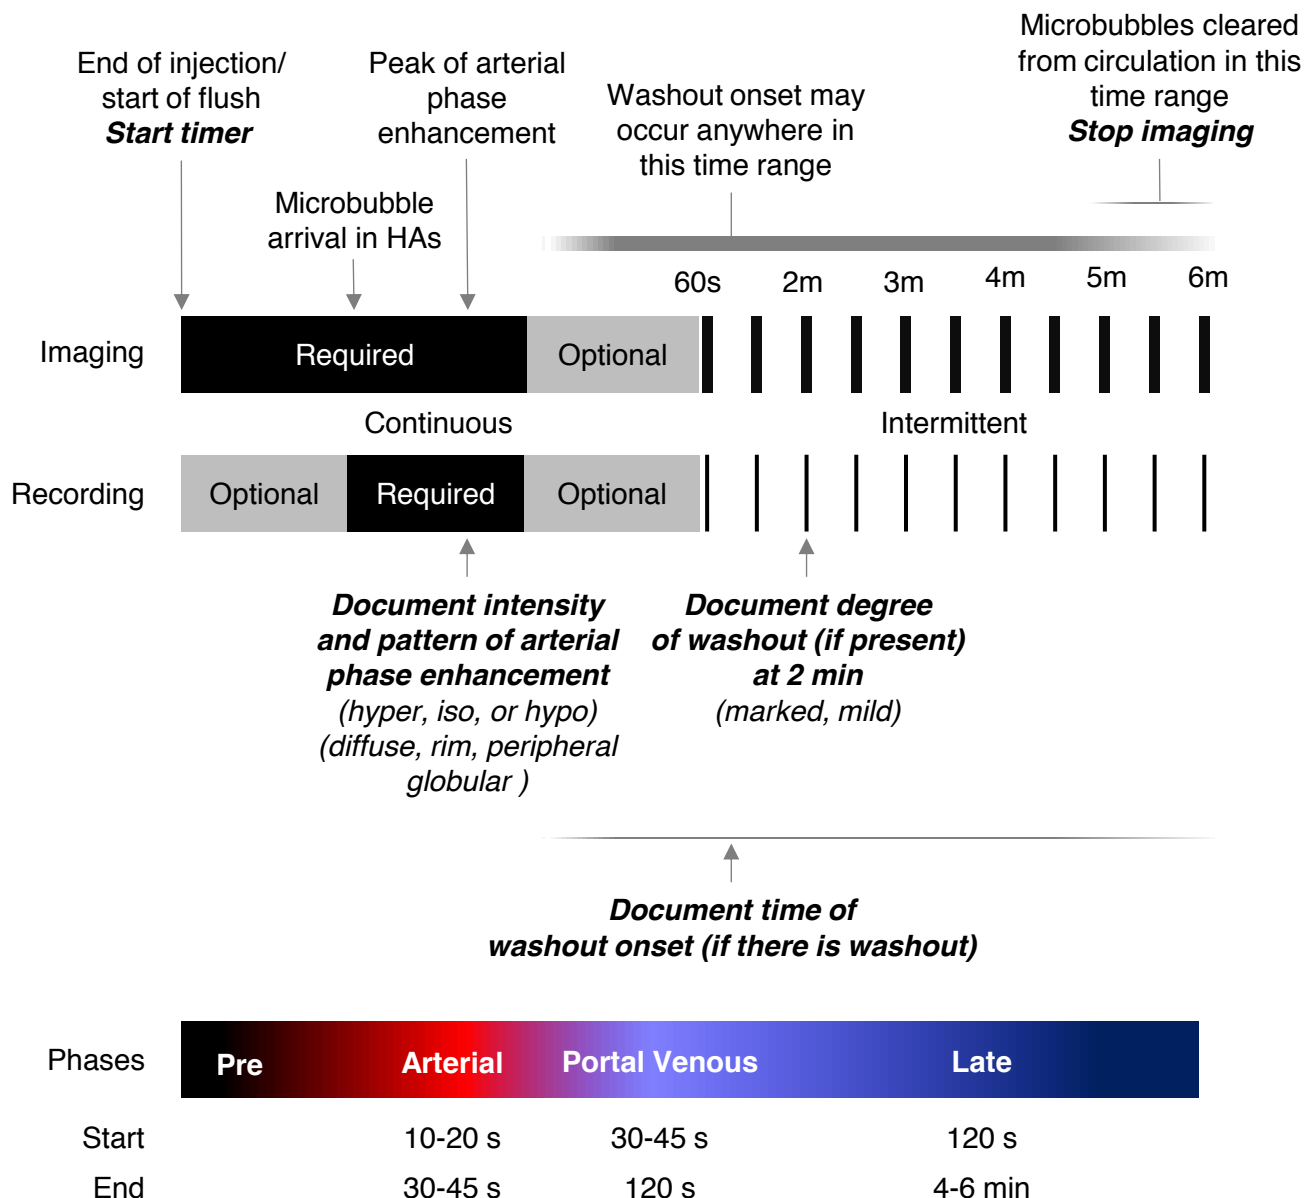 End of injection/
start of flush
Start timer
Peak of arterial
phase
enhancement
Microbubble
arrival in HAs
Washout onset may
occur anywhere in
this time range
Microbubbles cleared
from circulation in this
time range
Stop imaging
60s 2m 3m 4m 5m 6m
Imaging Required Optional
Continuous Intermittent
Recording Optional Required Optional
Document intensity
and pattern of arterial
phase enhancement
(hyper, iso, or hypo)
(diffuse, rim, peripheral
globular )
Document degree
of washout (if present)
at 2 min
(marked, mild)
Document time of
washout onset (if there is washout)
Phases Pre Arterial Portal Venous Late
Start 10-20 s 30-45 s 120 s
End 30-45 s 120 s 4-6 min